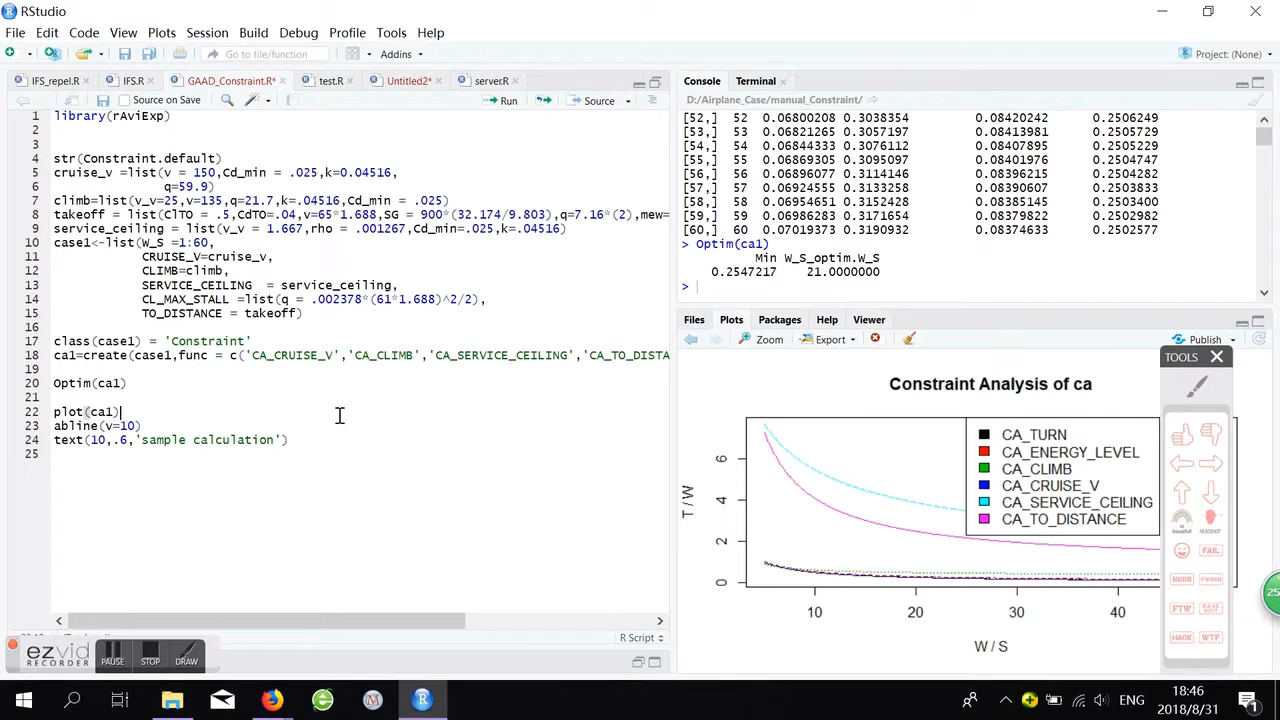 RStudio
File Edit Code View Plots Session Build Debug Profile Tools Help
Go to file/function Addins Project: (None)
IFS_repel.R IFS.R GAAD_Constraint.R* test.R Untitled2* server.R
Source on Save Run Source
1 library(rAviExp)
2
3
4 str(Constraint.default)
5 cruise_v =list(v = 150,Cd_min = .025,k=0.04516,
6 q=59.9)
7 climb=list(v_v=25,v=135,q=21.7,k=.04516,Cd_min = .025)
8 takeoff = list(ClTO = .5,CdTO=.04,v=65*1.688,SG = 900*(32.174/9.803),q=7.16*(2),mew=
9 service_ceiling = list(v_v = 1.667,rho = .001267,Cd_min=.025,k=.04516)
10 case1<-list(W_S =1:60,
11 CRUISE_V=cruise_v,
12 CLIMB=climb,
13 SERVICE_CEILING = service_ceiling,
14 CL_MAX_STALL =list(q = .002378*(61*1.688)^2/2),
15 TO_DISTANCE = takeoff)
16
17 class(case1) = 'Constraint'
18 ca1=create(case1,func = c('CA_CRUISE_V','CA_CLIMB','CA_SERVICE_CEILING','CA_TO_DISTA
19
20 Optim(ca1)
21
22 plot(ca1)
23 abline(v=10)
24 text(10,.6,'sample calculation')
25
R Script
ezvid
RECORDER
PAUSE STOP DRAW
Console Terminal
D:/Airplane_Case/manual_Constraint/
[52,] 52 0.06800208 0.3038354 0.08420242 0.2506249
[53,] 53 0.06821265 0.3057197 0.08413981 0.2505729
[54,] 54 0.06844333 0.3076112 0.08407895 0.2505229
[55,] 55 0.06869305 0.3095097 0.08401976 0.2504747
[56,] 56 0.06896077 0.3114146 0.08396215 0.2504282
[57,] 57 0.06924555 0.3133258 0.08390607 0.2503833
[58,] 58 0.06954651 0.3152428 0.08385145 0.2503400
[59,] 59 0.06986283 0.3171654 0.08379822 0.2502982
[60,] 60 0.07019373 0.3190932 0.08374633 0.2502577
> Optim(ca1)
Min W_S_optim.W_S
0.2547217 21.0000000
>
Files Plots Packages Help Viewer
Zoom Export Publish
Constraint Analysis of ca
T / W
6
4
2
0
10 20 30 40
W / S
CA_TURN
CA_ENERGY_LEVEL
CA_CLIMB
CA_CRUISE_V
CA_SERVICE_CEILING
CA_TO_DISTANCE
TOOLS
HEADSHOT
FAIL
NOOB PWNED
FTW RAGE QUIT
HACK WTF
25
ENG
18:46
2018/8/31
1